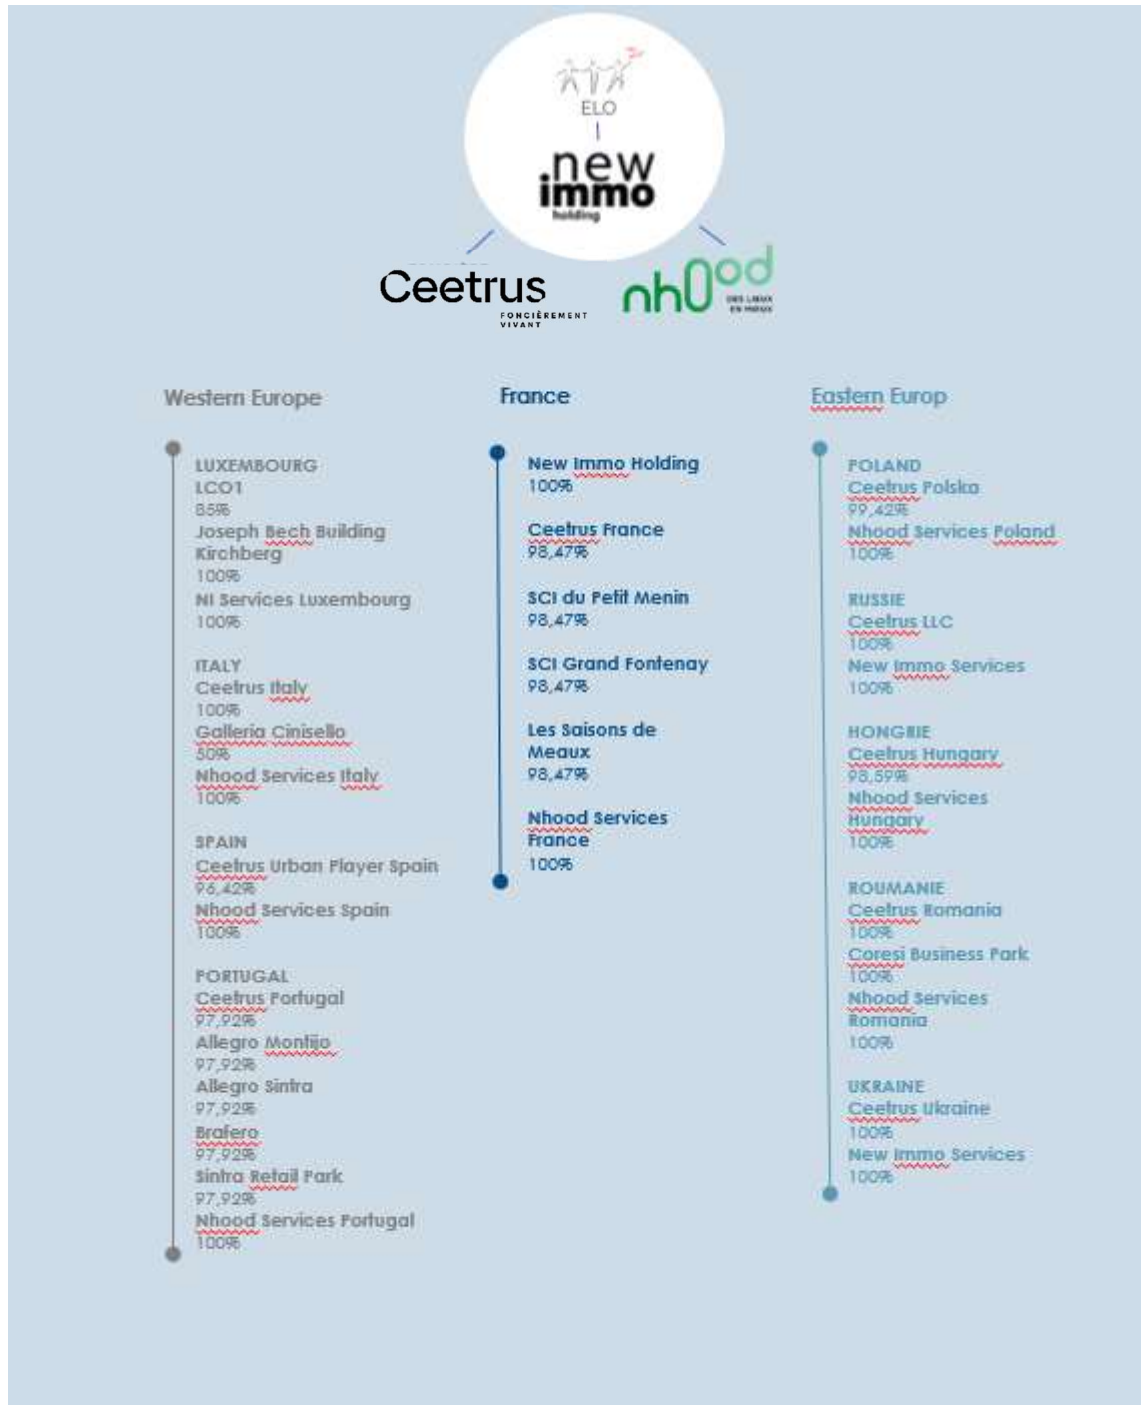 ELO
new
immo
holding
Ceetrus
FONCIÈREMENT
VIVANT
nhood
DES LIEUX
EN MIEUX
Western Europe
LUXEMBOURG
LCO1
85%
Joseph Bech Building
Kirchberg
100%
NI Services Luxembourg
100%
ITALY
Ceetrus Italy
100%
Galleria Cinisello
50%
Nhood Services Italy
100%
SPAIN
Ceetrus Urban Player Spain
96,42%
Nhood Services Spain
100%
PORTUGAL
Ceetrus Portugal
97,92%
Allegro Montijo
97,92%
Allegro Sintra
97,92%
Brafero
97,92%
Sintra Retail Park
97,92%
Nhood Services Portugal
100%
France
New Immo Holding
100%
Ceetrus France
98,47%
SCI du Petit Menin
98,47%
SCI Grand Fontenay
98,47%
Les Saisons de
Meaux
98,47%
Nhood Services
France
100%
Eastern Europ
POLAND
Ceetrus Polska
99,42%
Nhood Services Poland
100%
RUSSIE
Ceetrus LLC
100%
New Immo Services
100%
HONGRIE
Ceetrus Hungary
98,59%
Nhood Services
Hungary
100%
ROUMANIE
Ceetrus Romania
100%
Coresi Business Park
100%
Nhood Services
Romania
100%
UKRAINE
Ceetrus Ukraine
100%
New Immo Services
100%